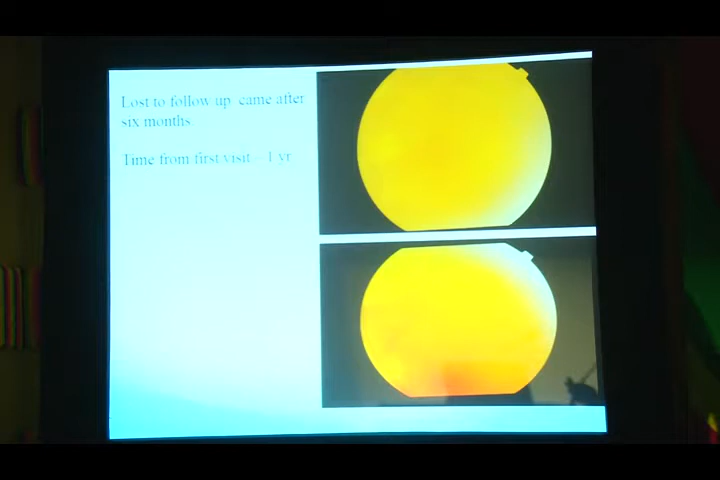 Lost to follow up came after
six months.
Time from first visit – 1 yr